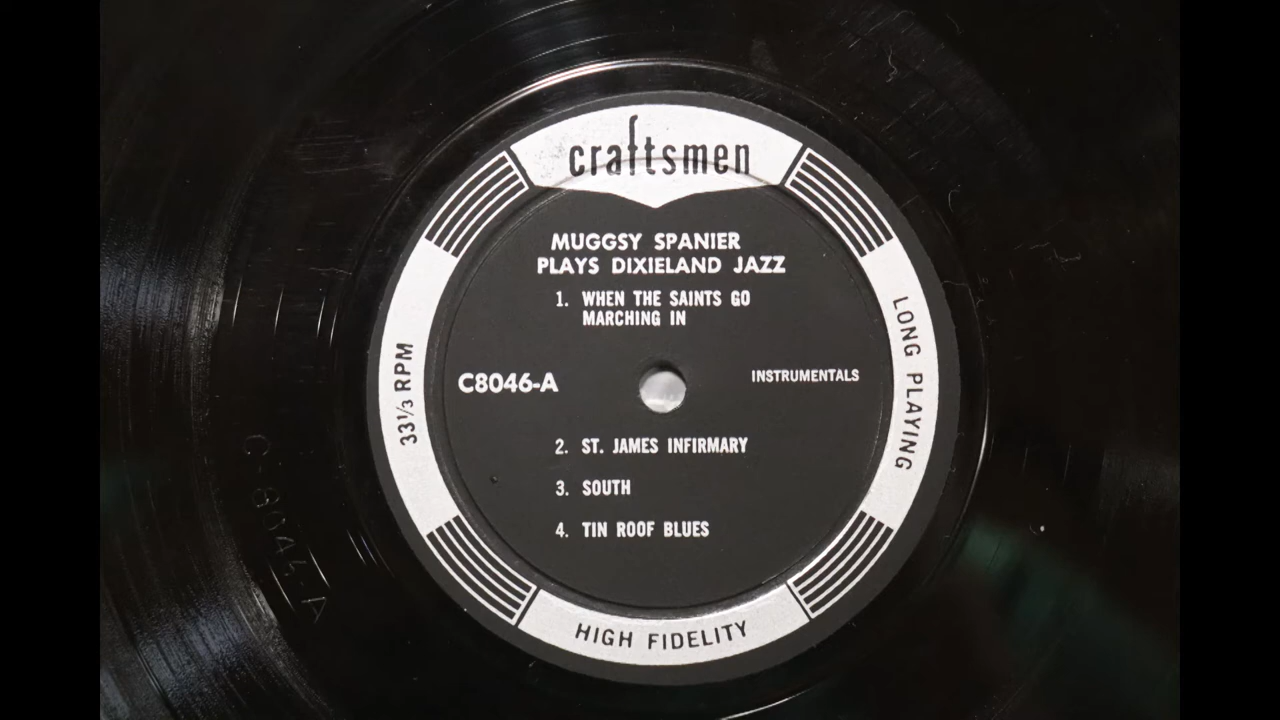 craftsmen
MUGGSY SPANIER
PLAYS DIXIELAND JAZZ
1. WHEN THE SAINTS GO
MARCHING IN
C8046-A
INSTRUMENTALS
2. ST. JAMES INFIRMARY
3. SOUTH
4. TIN ROOF BLUES
33⅓ RPM
LONG PLAYING
HIGH FIDELITY